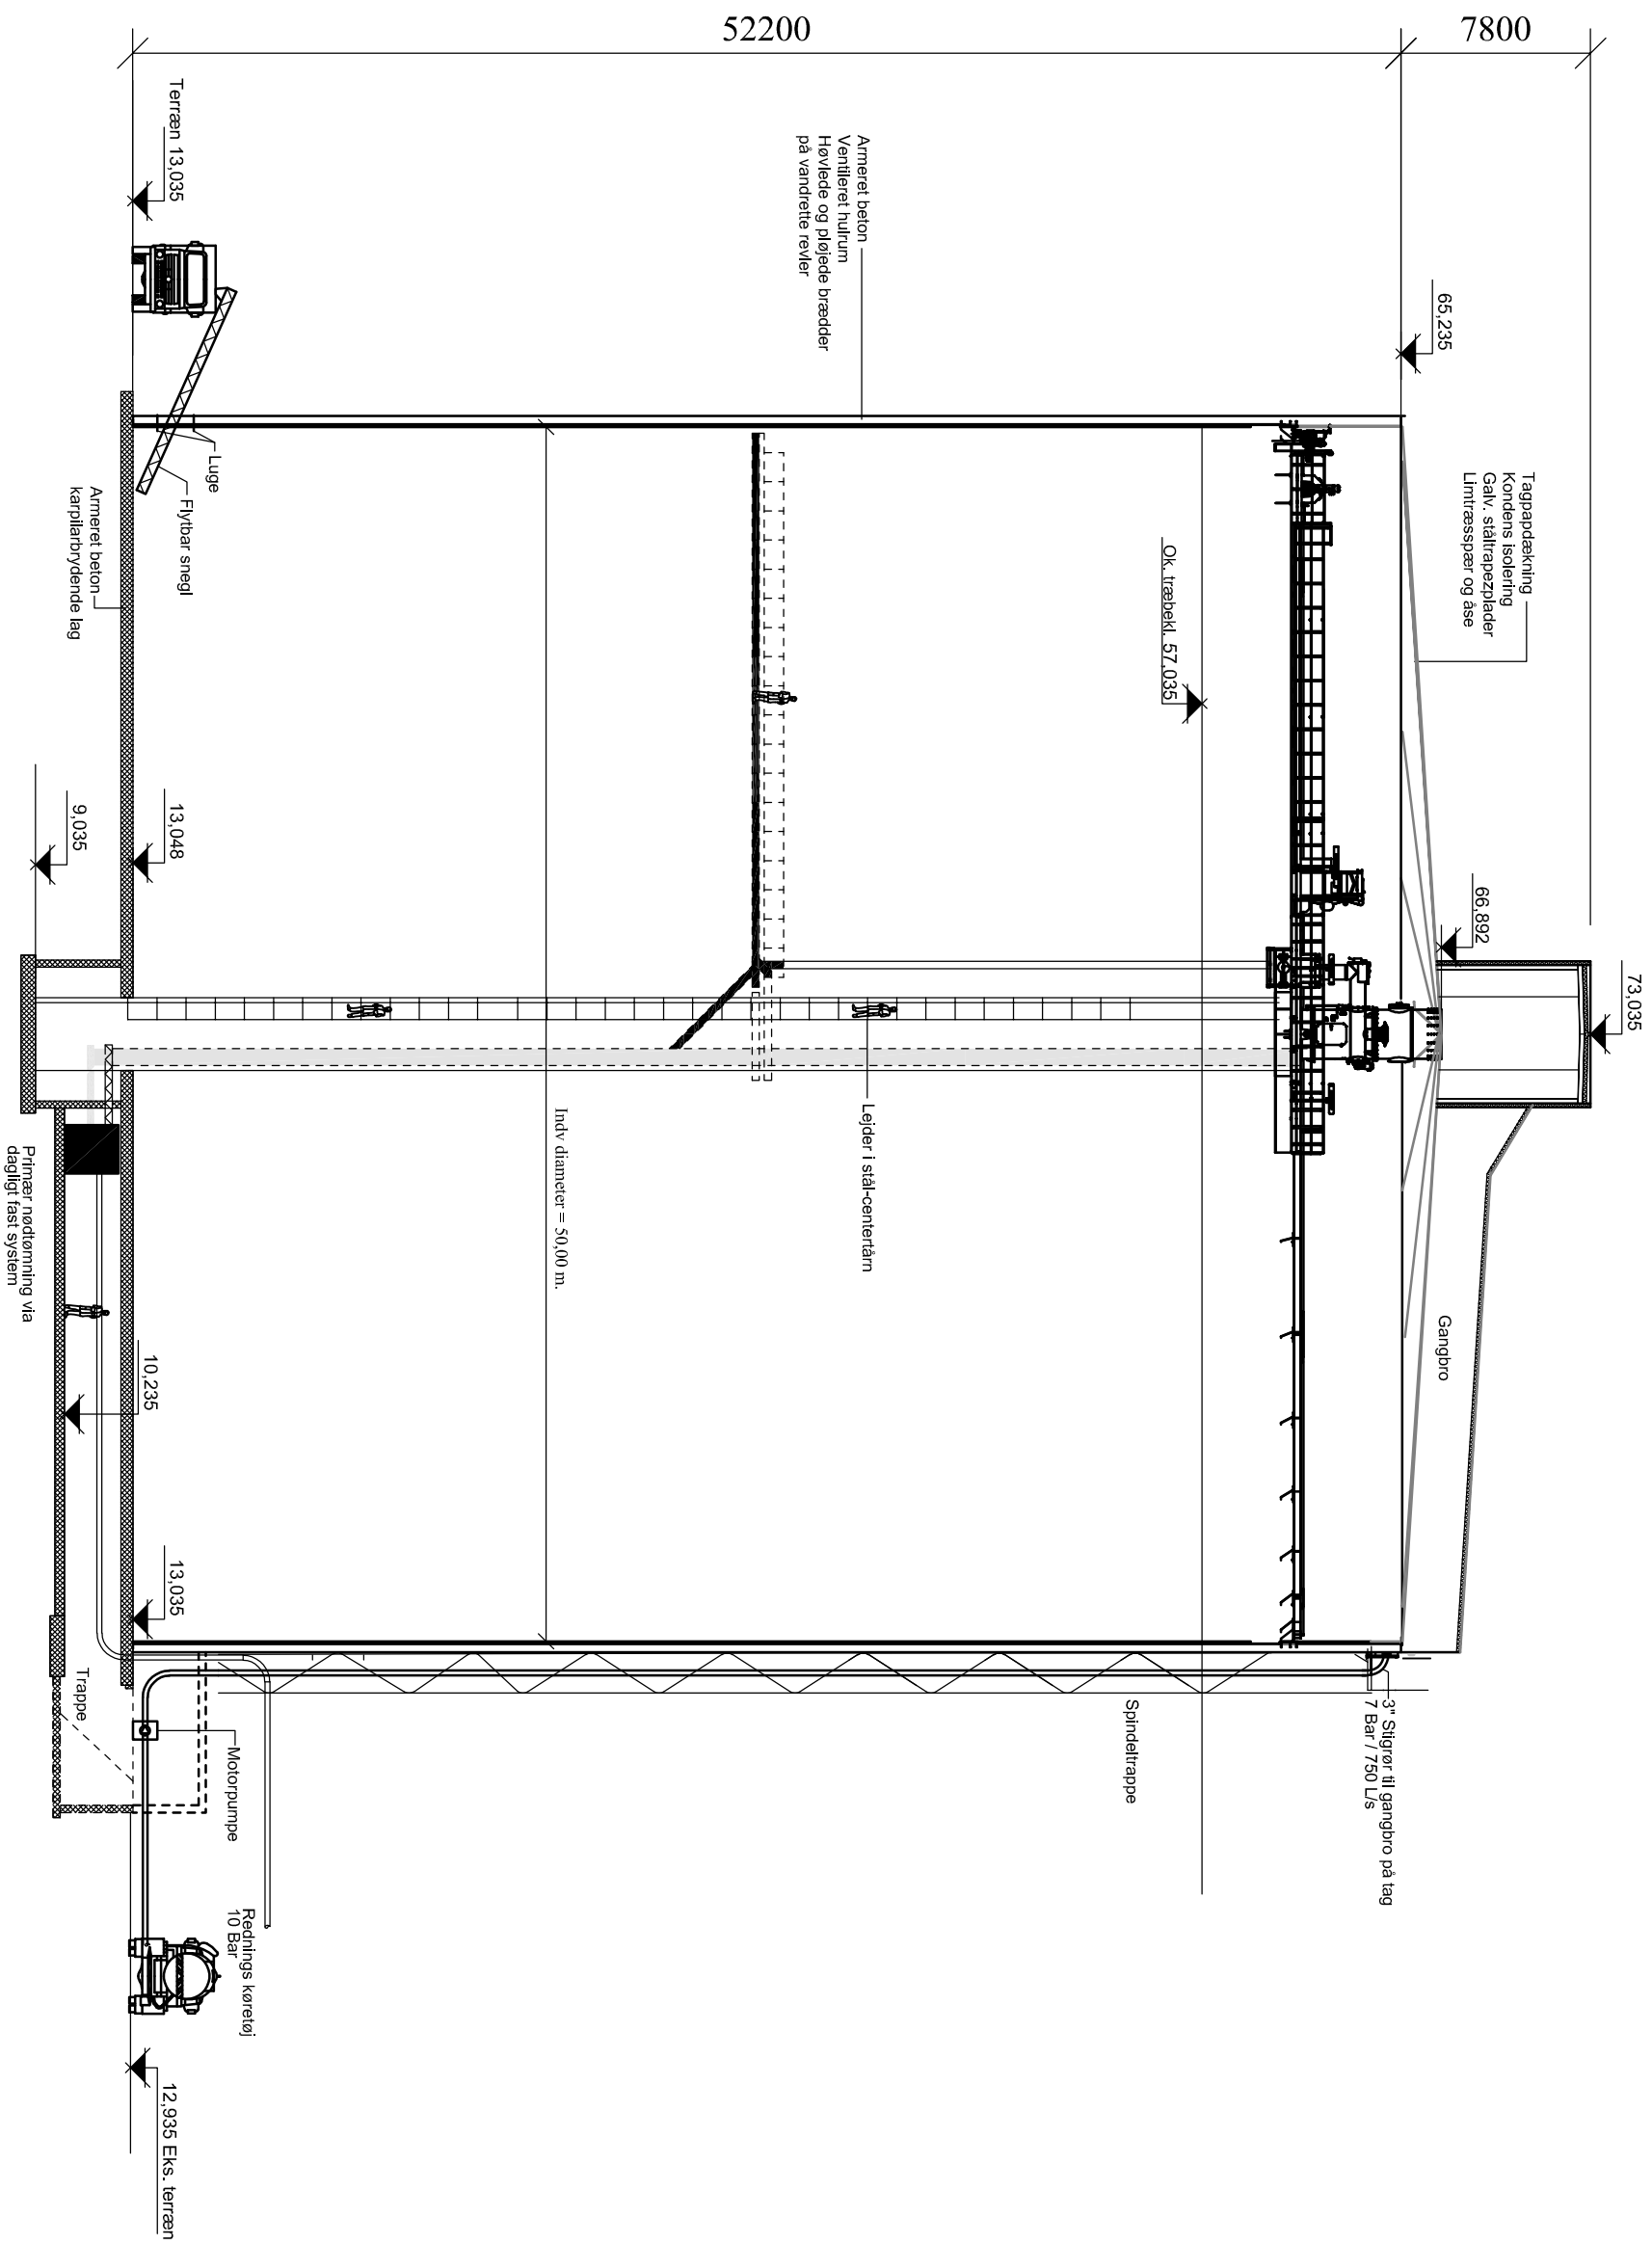 52200
7800
Terræn 13,035
Armeret beton
Ventileret hulrum
Høvlede og pløjede brædder
på vandrette revler
65,235
Luge
Flytbar snegl
Armeret beton
karpilarbrydende lag
Tagpapdækning
Kondens isolering
Galv. ståltrapezplader
Limtræsspær og åse
Ok. træbekl. 57,035
13,048
9,035
66,892
73,035
Lejder i stål-centertårn
Indv diameter = 50,00 m.
Primær nødtømning via
dagligt fast system
Gangbro
10,235
13,035
Trappe
Motorpumpe
Spindeltrappe
3" Stigrør til gangbro på tag
7 Bar / 750 L/s
Rednings køretøj
10 Bar
12,935 Eks. terræn